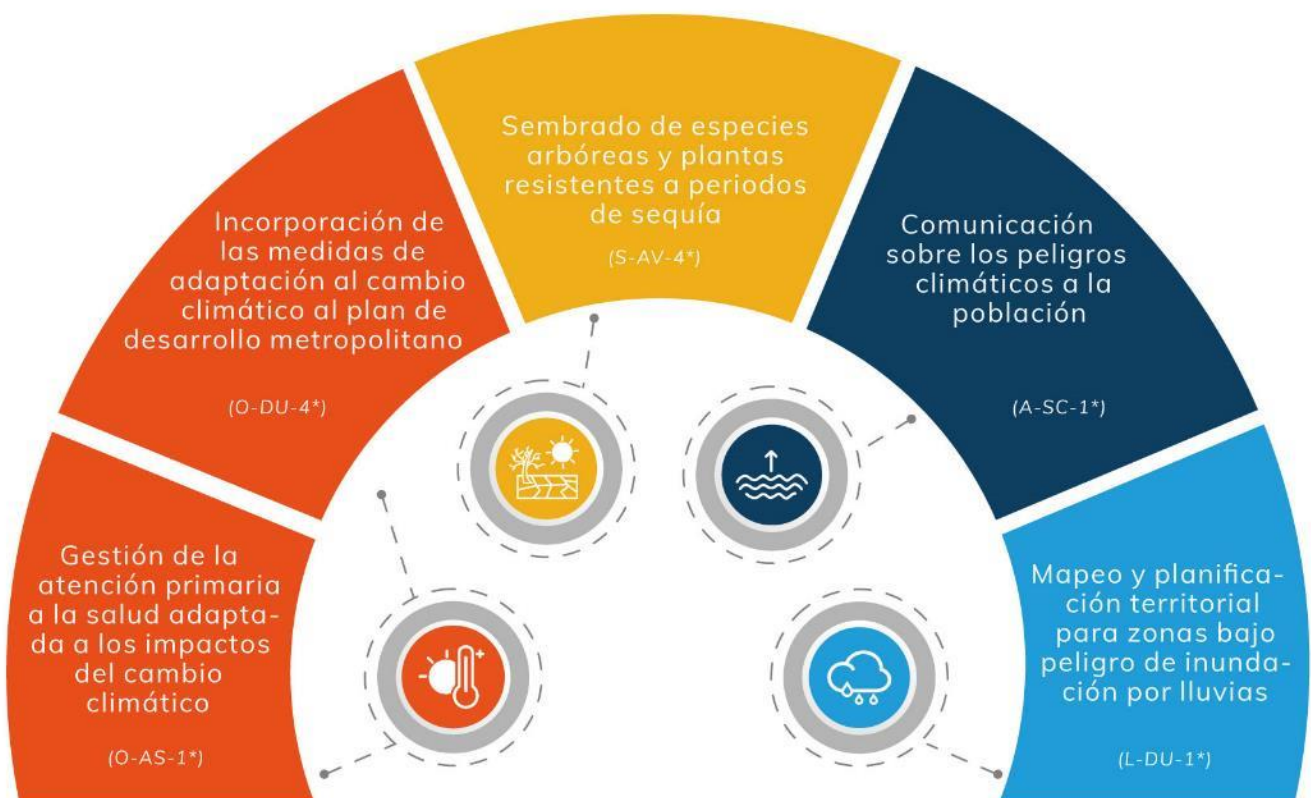 Gestión de la
atención primaria
a la salud adapta-
da a los impactos
del cambio
climático
(O-AS-1*)
Incorporación de
las medidas de
adaptación al cambio
climático al plan de
desarrollo metropolitano
(O-DU-4*)
Sembrado de especies
arbóreas y plantas
resistentes a periodos
de sequía
(S-AV-4*)
Comunicación
sobre los peligros
climáticos a la
población
(A-SC-1*)
Mapeo y planifica-
ción territorial
para zonas bajo
peligro de inunda-
ción por lluvias
(L-DU-1*)